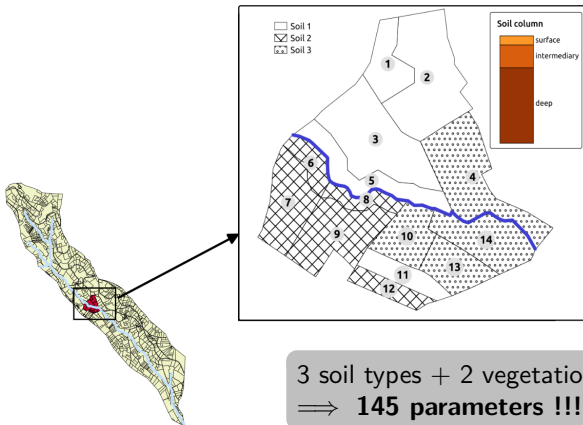 Soil 1
Soil 2
Soil 3
Soil column
surface
intermediary
deep
1
2
3
4
5
6
7
8
9
10
14
11
13
12
3 soil types + 2 vegetatio
⟹ 145 parameters !!!